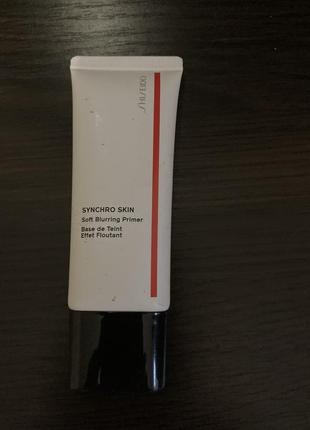 SHISEIDO
SYNCHRO SKIN
Soft Blurring Primer
Base de Teint
Effet Floutant